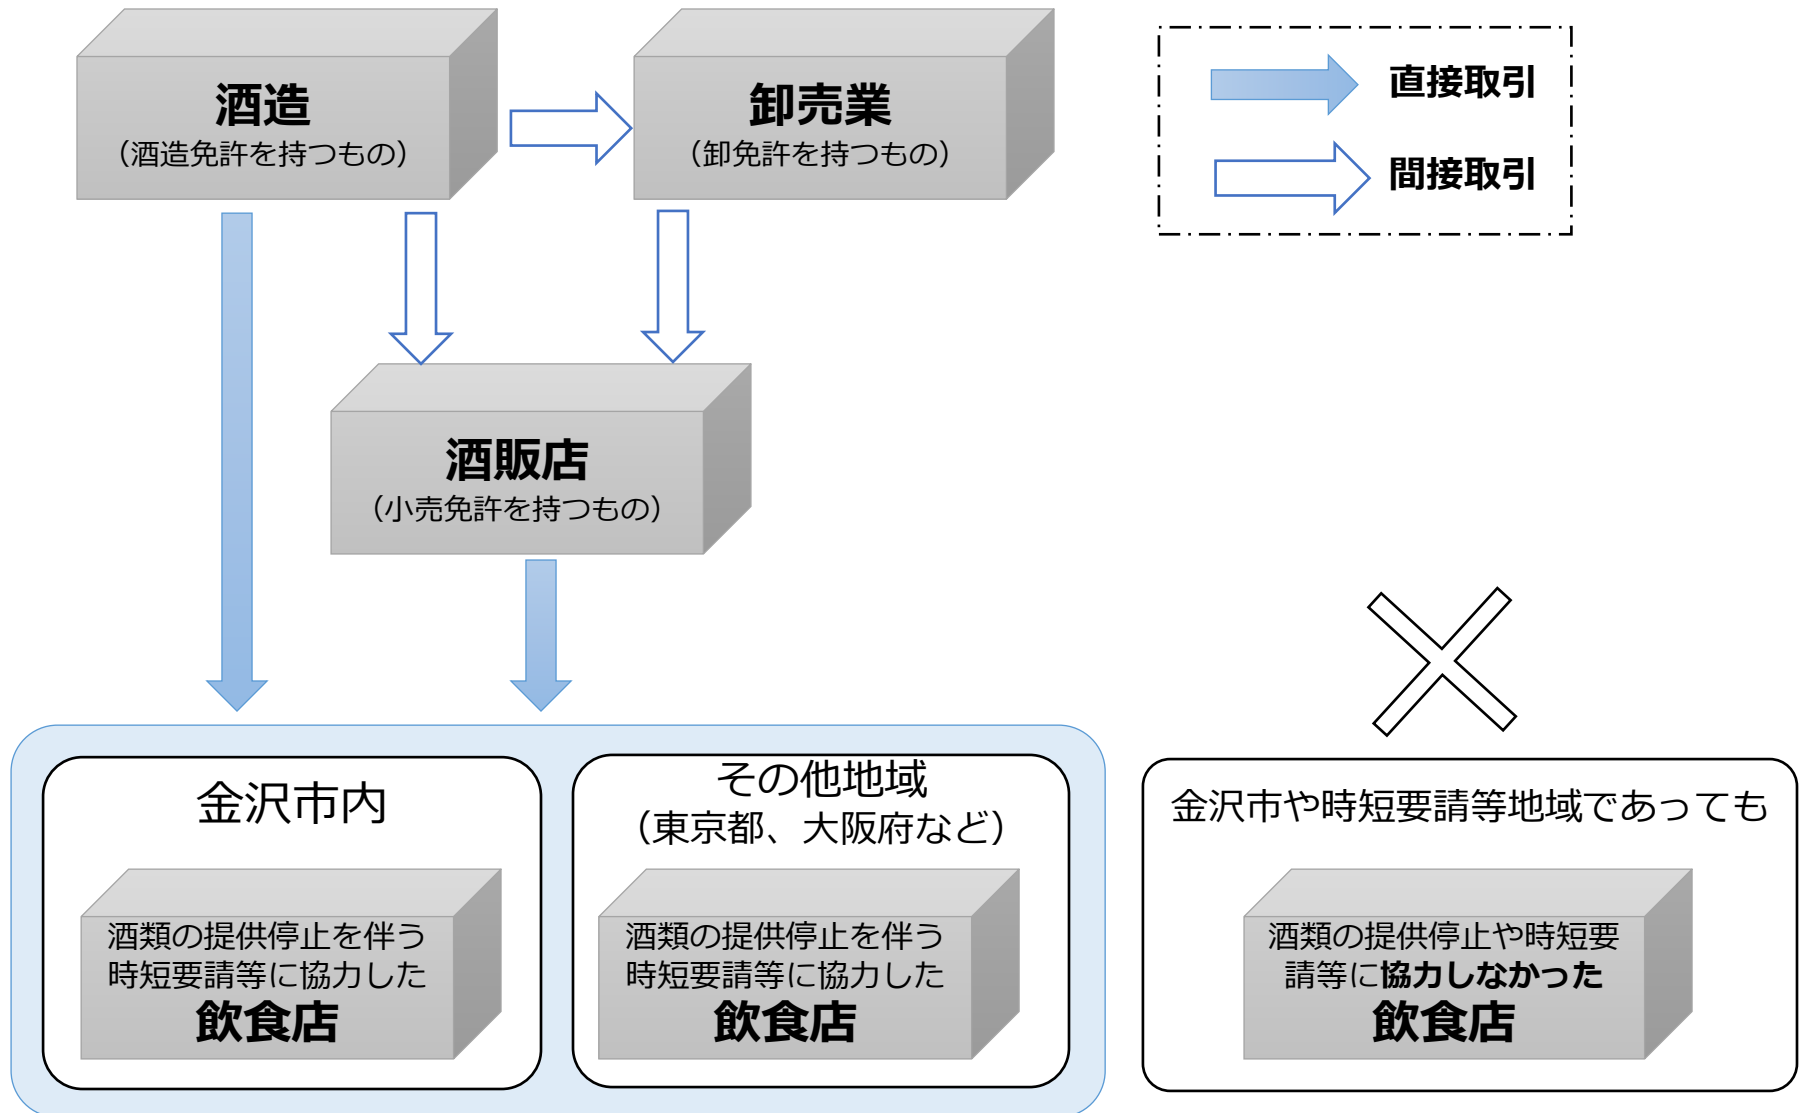 酒造
（酒造免許を持つもの）
卸売業
（卸免許を持つもの）
直接取引
間接取引
酒販店
（小売免許を持つもの）
金沢市内
酒類の提供停止を伴う
時短要請等に協力した
飲食店
その他地域
（東京都、大阪府など）
酒類の提供停止を伴う
時短要請等に協力した
飲食店
金沢市や時短要請等地域であっても
酒類の提供停止や時短要
請等に協力しなかった
飲食店